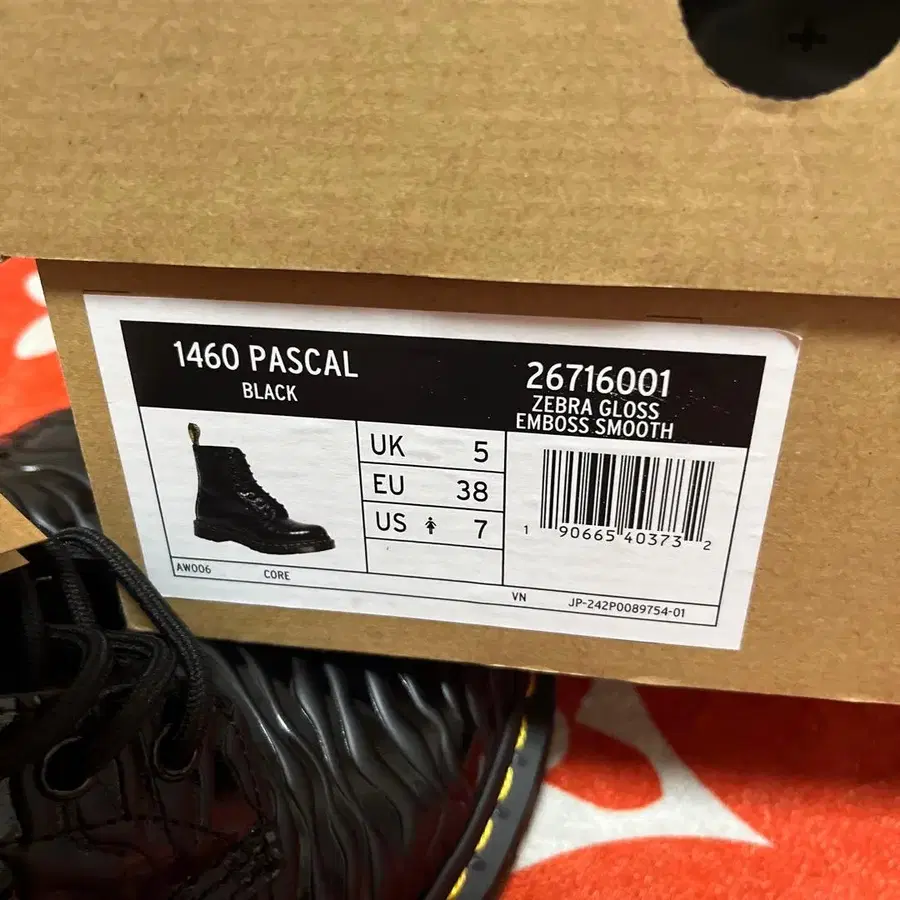 1460 PASCAL
BLACK
26716001
ZEBRA GLOSS
EMBOSS SMOOTH
UK 5
EU 38
US 7
1 90665 40373 2
AW006 CORE
VN JP-242P0089754-01